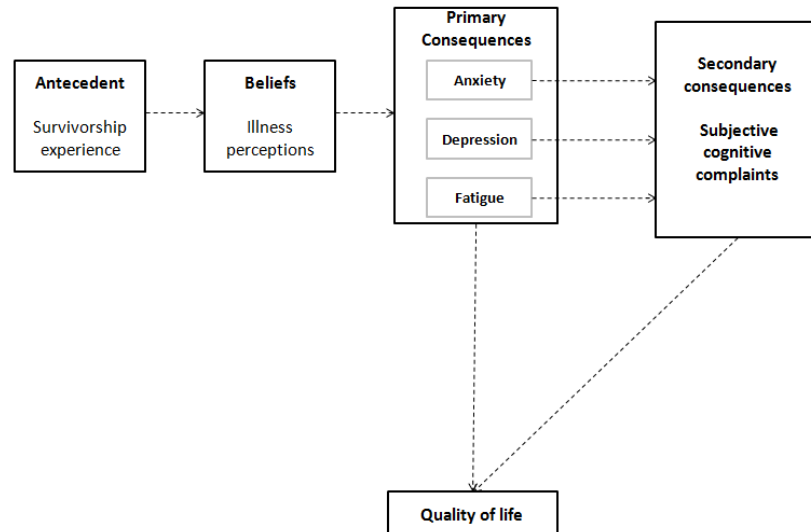 Antecedent
Survivorship
experience
Beliefs
Illness
perceptions
Primary
Consequences
Anxiety
Depression
Fatigue
Secondary
consequences
Subjective
cognitive
complaints
Quality of life